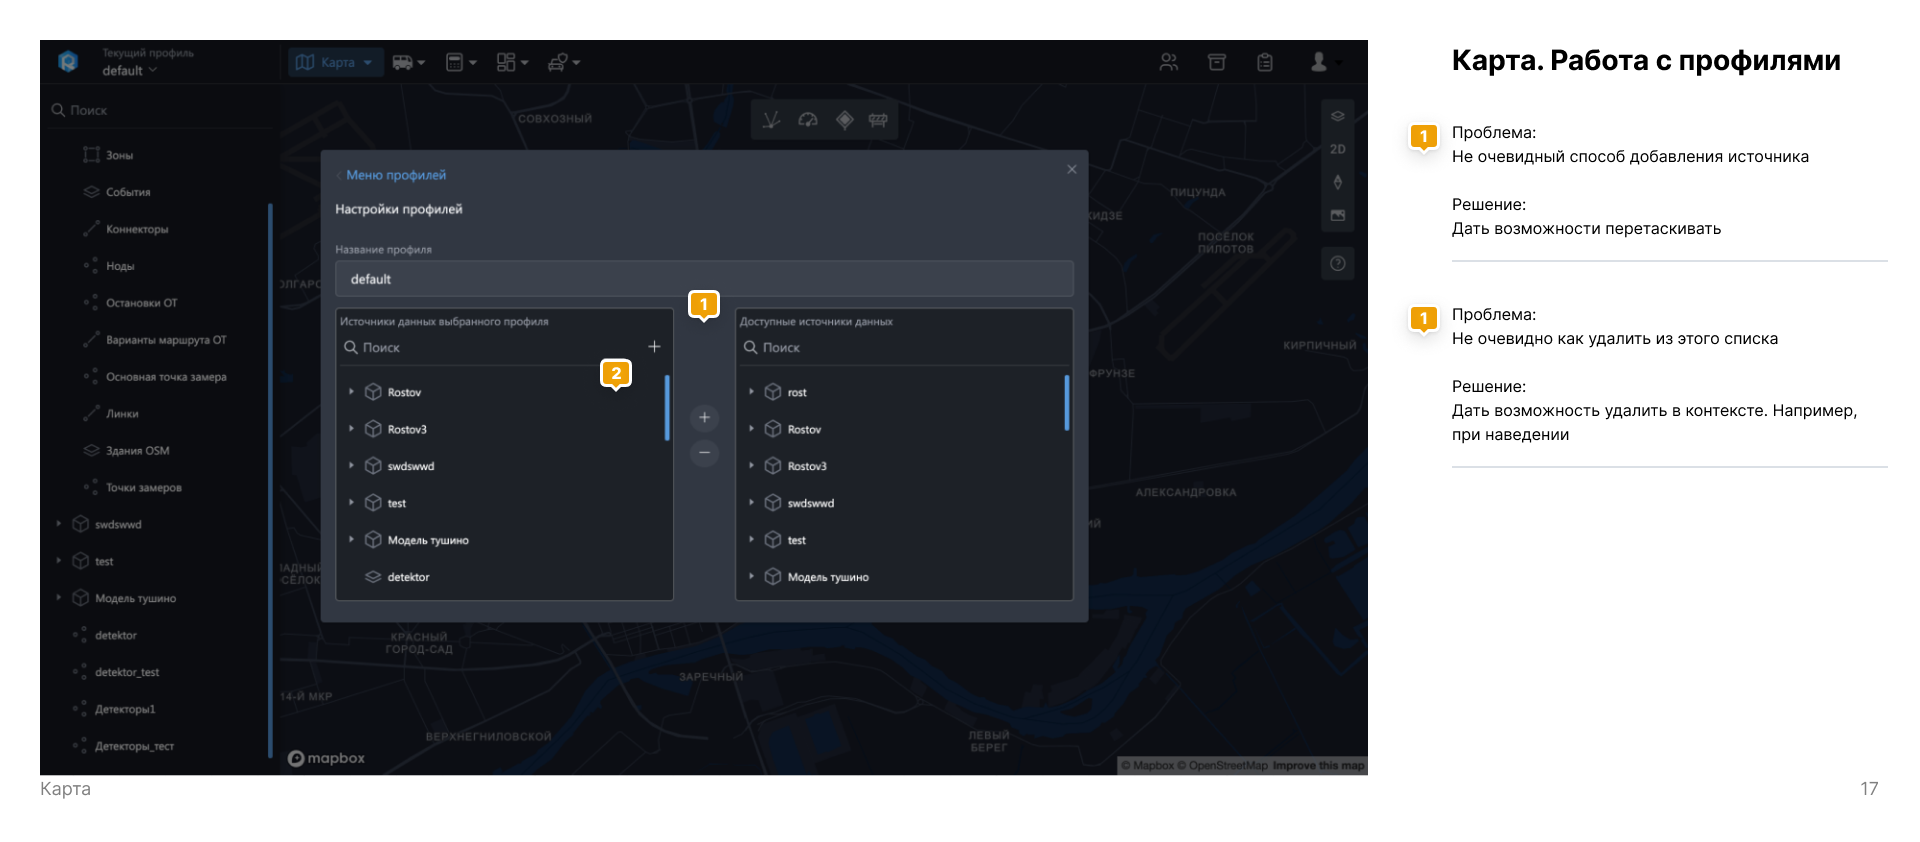 Текущий профиль
default
Карта
Поиск
Зоны
События
Коннекторы
Ноды
Остановки ОТ
Варианты маршрута ОТ
Основная точка замера
Линки
Здания OSM
Точки замеров
swdswwd
test
Модель тушино
detektor
detektor_test
Детекторы1
Детекторы_тест
СОВХОЗНЫЙ
2D
ПИЦУНДА
ПОСЁЛОК
ПИЛОТОВ
КИРПИЧНЫЙ
АЛЕКСАНДРОВКА
Меню профилей
Настройки профилей
Название профиля
default
1
Источники данных выбранного профиля
Поиск
2
Rostov
Rostov3
swdswwd
test
Модель тушино
detektor
Доступные источники данных
Поиск
rost
Rostov
Rostov3
swdswwd
test
Модель тушино
КРАСНЫЙ
ГОРОД-САД
ЗАРЕЧНЫЙ
14-Й МКР
ВЕРХНЕГНИЛОВСКОЙ
ЛЕВЫЙ
БЕРЕГ
mapbox
© Mapbox © OpenStreetMap Improve this map
Карта. Работа с профилями
1
Проблема:
Не очевидный способ добавления источника
Решение:
Дать возможности перетаскивать
1
Проблема:
Не очевидно как удалить из этого списка
Решение:
Дать возможность удалить в контексте. Например,
при наведении
Карта
17